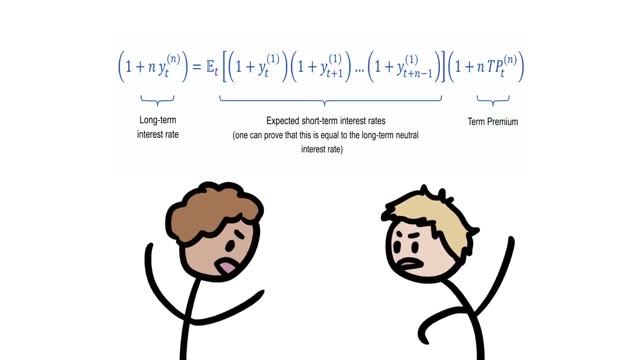 (1 + n y_t^(n)) = 𝔼_t [(1 + y_t^(1))(1 + y_{t+1}^(1)) … (1 + y_{t+n−1}^(1))] (1 + n TP_t^(n))
Long-term
interest rate
Expected short-term interest rates
(one can prove that this is equal to the long-term neutral
interest rate)
Term Premium